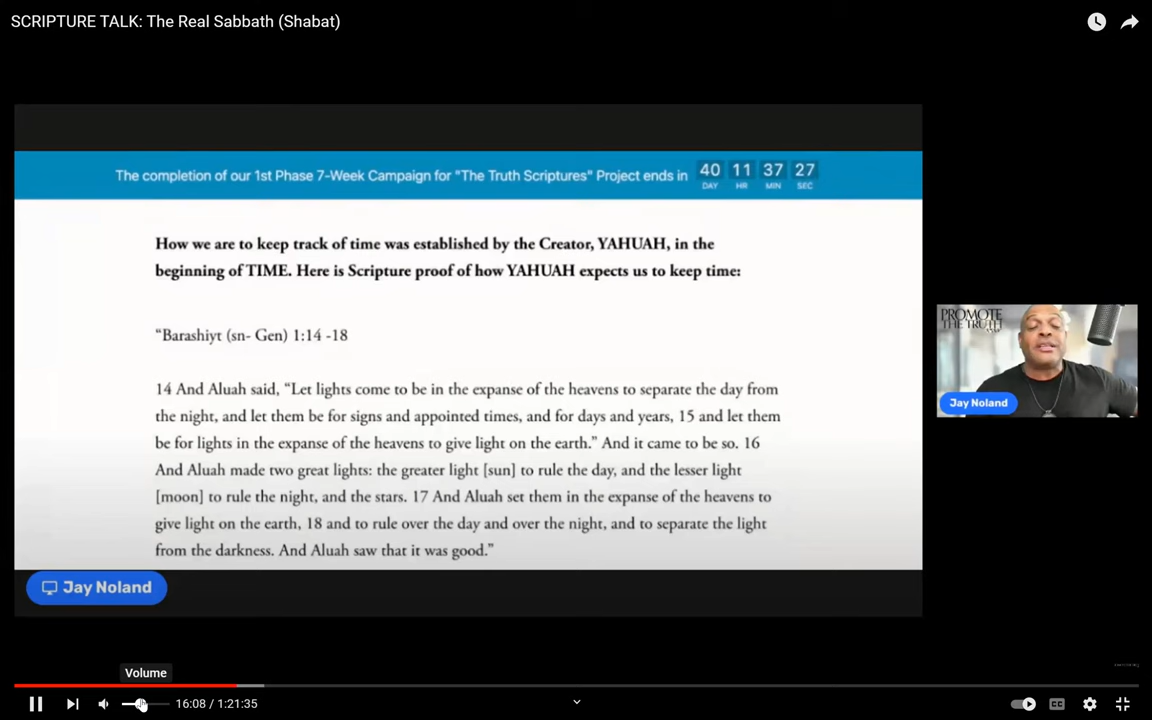 SCRIPTURE TALK: The Real Sabbath (Shabat)
The completion of our 1st Phase 7-Week Campaign for "The Truth Scriptures" Project ends in 40 11 37 27
DAY HR MIN SEC
How we are to keep track of time was established by the Creator, YAHUAH, in the
beginning of TIME. Here is Scripture proof of how YAHUAH expects us to keep time:
“Barashiyt (sn- Gen) 1:14 -18
14 And Aluah said, “Let lights come to be in the expanse of the heavens to separate the day from
the night, and let them be for signs and appointed times, and for days and years, 15 and let them
be for lights in the expanse of the heavens to give light on the earth.” And it came to be so. 16
And Aluah made two great lights: the greater light [sun] to rule the day, and the lesser light
[moon] to rule the night, and the stars. 17 And Aluah set them in the expanse of the heavens to
give light on the earth, 18 and to rule over the day and over the night, and to separate the light
from the darkness. And Aluah saw that it was good.”
PROMOTE
THE TRUTH
Jay Noland
Jay Noland
Volume
16:08 / 1:21:35
CC